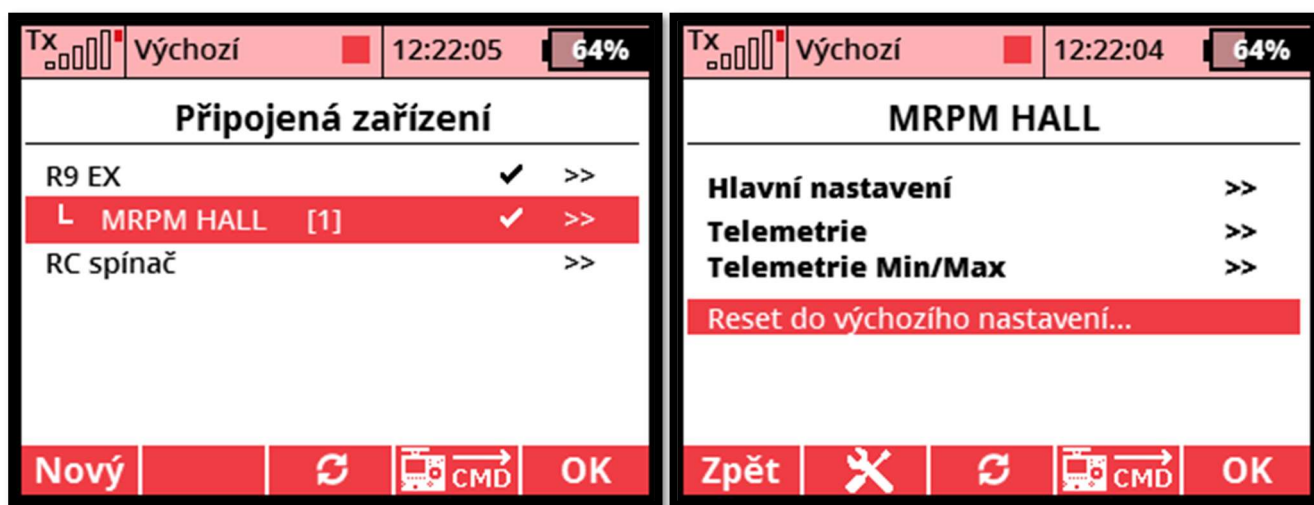 Tx Výchozí 12:22:05 64%
Připojená zařízení
R9 EX >>
MRPM HALL [1] >>
RC spínač >>
Nový CMD OK
Tx Výchozí 12:22:04 64%
MRPM HALL
Hlavní nastavení >>
Telemetrie >>
Telemetrie Min/Max >>
Reset do výchozího nastavení...
Zpět CMD OK